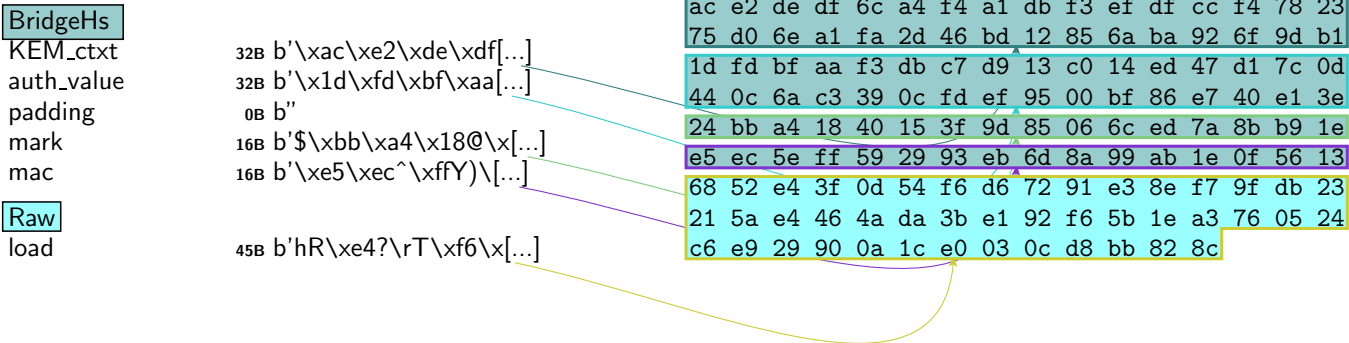 BridgeHs
KEM_ctxt 32B b'\xac\xe2\xde\xdf[...]
auth_value 32B b'\x1d\xfd\xbf\xaa[...]
padding 0B b''
mark 16B b'$\xbb\xa4\x18@\x[...]
mac 16B b'\xe5\xec^\xffY)\[...]
Raw
load 45B b'hR\xe4?\rT\xf6\x[...]
ac e2 de df 6c a4 f4 a1 db f3 ef df cc f4 78 23
75 d0 6e a1 fa 2d 46 bd 12 85 6a ba 92 6f 9d b1
1d fd bf aa f3 db c7 d9 13 c0 14 ed 47 d1 7c 0d
44 0c 6a c3 39 0c fd ef 95 00 bf 86 e7 40 e1 3e
24 bb a4 18 40 15 3f 9d 85 06 6c ed 7a 8b b9 1e
e5 ec 5e ff 59 29 93 eb 6d 8a 99 ab 1e 0f 56 13
68 52 e4 3f 0d 54 f6 d6 72 91 e3 8e f7 9f db 23
21 5a e4 46 4a da 3b e1 92 f6 5b 1e a3 76 05 24
c6 e9 29 90 0a 1c e0 03 0c d8 bb 82 8c